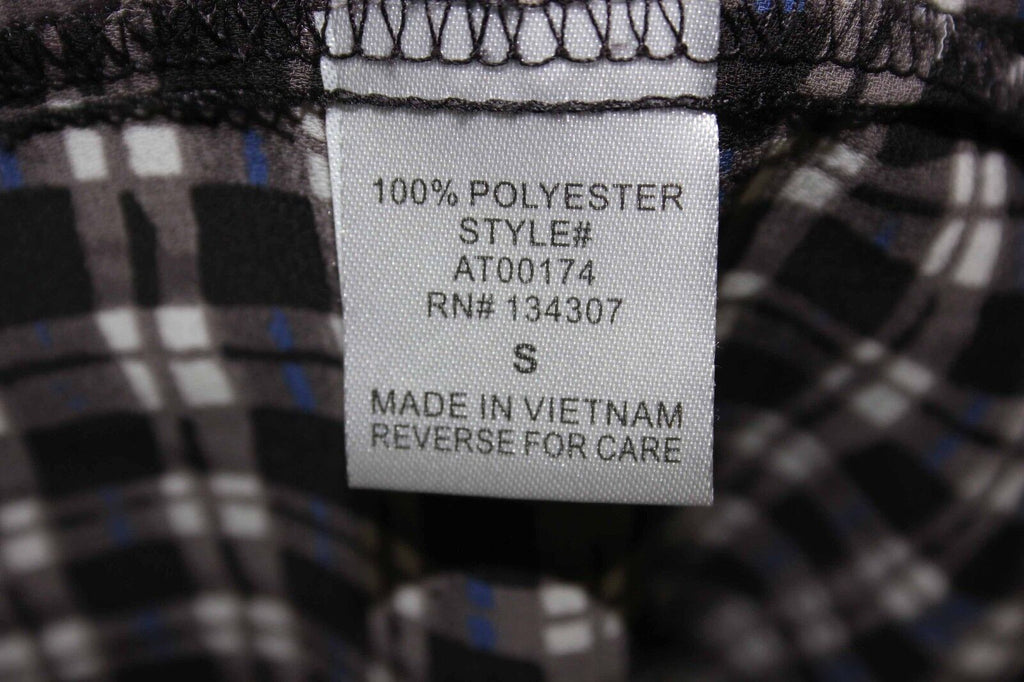 100% POLYESTER
STYLE#
AT00174
RN# 134307
S
MADE IN VIETNAM
REVERSE FOR CARE